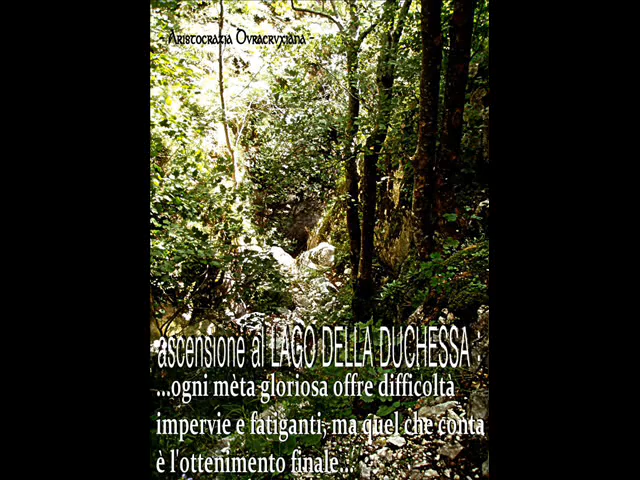 - Aristocrazia Ovracrvxiana -
ascensione al LAGO DELLA DUCHESSA :
...ogni mèta gloriosa offre difficoltà
impervie e fatiganti, ma quel che conta
è l'ottenimento finale...